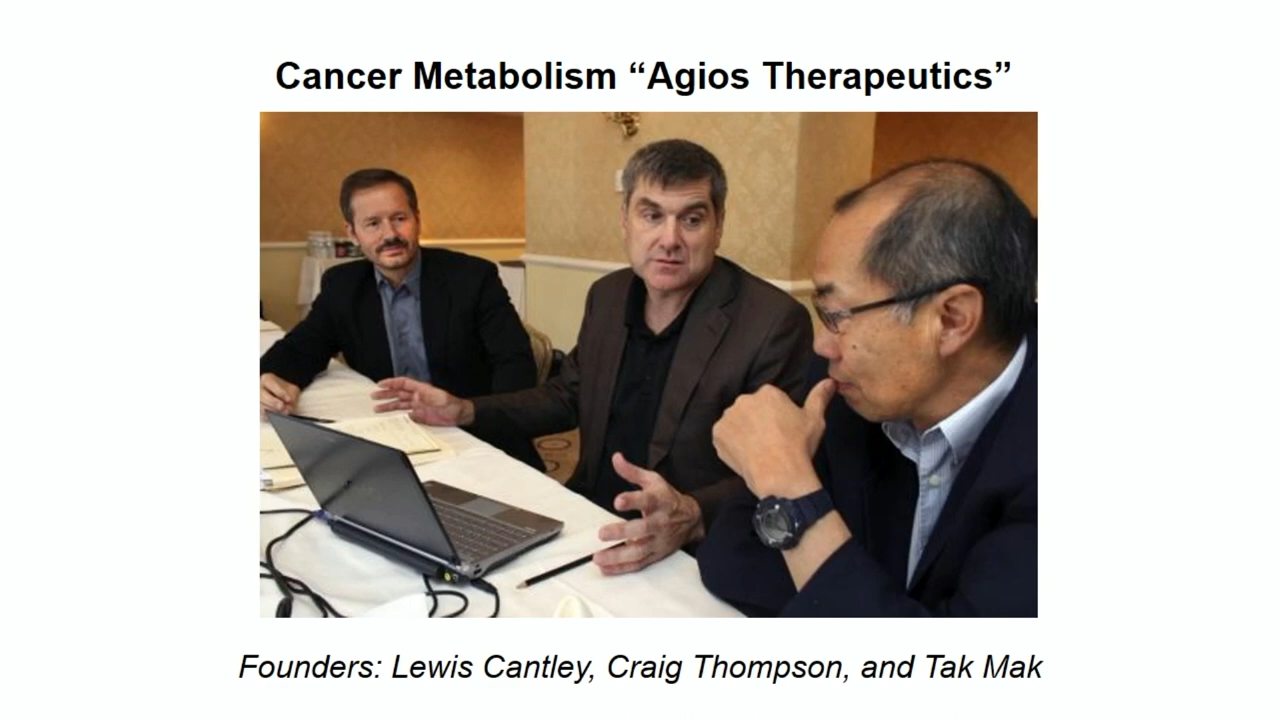 Cancer Metabolism “Agios Therapeutics”
Founders: Lewis Cantley, Craig Thompson, and Tak Mak